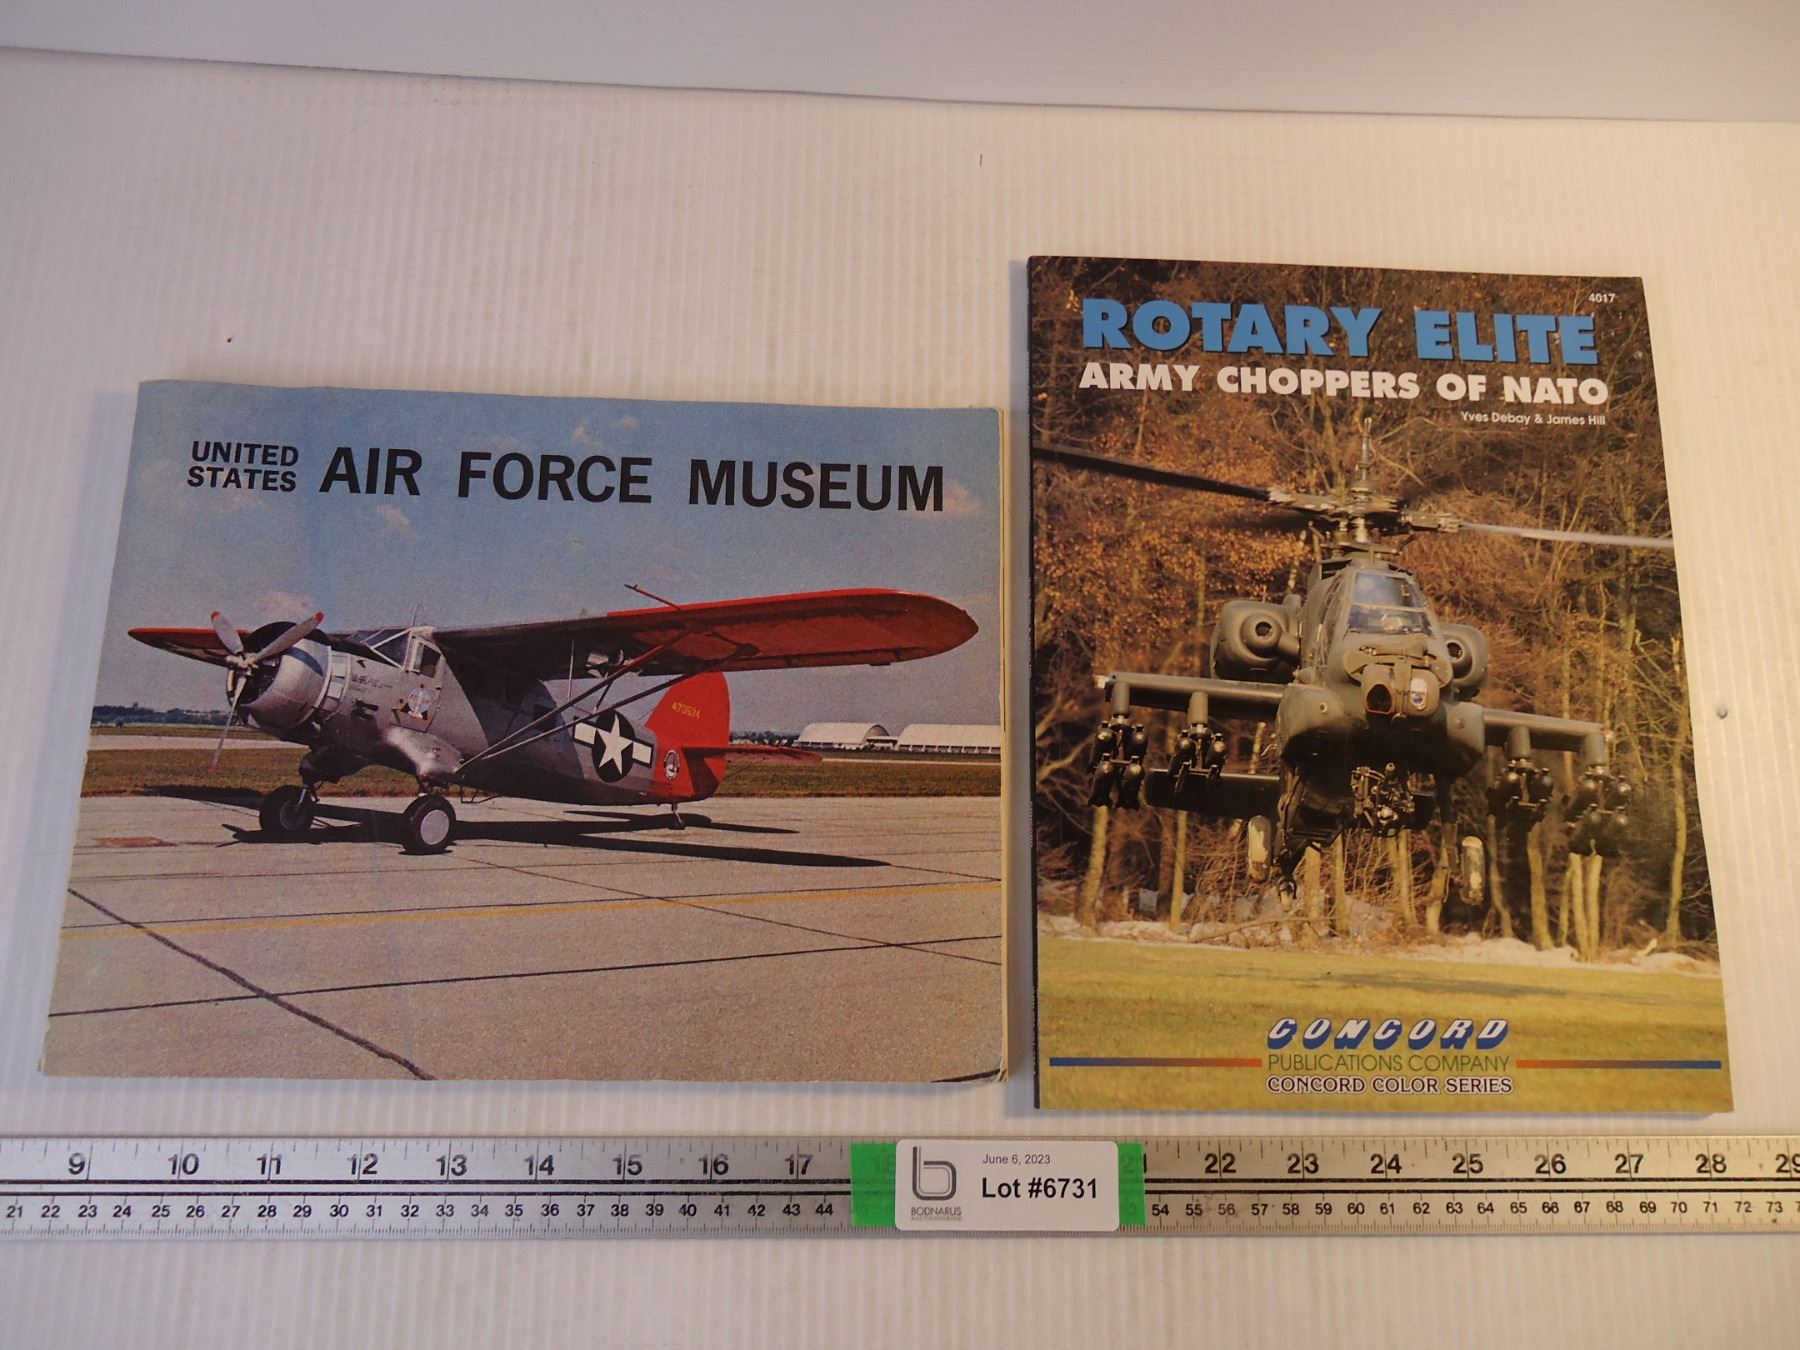 UNITED STATES AIR FORCE MUSEUM
470534
4017
ROTARY ELITE
ARMY CHOPPERS OF NATO
Yves Debay & James Hill
CONCORD
PUBLICATIONS COMPANY
CONCORD COLOR SERIES
9 10 11 12 13 14 15 16 17 18 21 22 23 24 25 26 27 28 29
June 6, 2023
Lot #6731
BODNARUS
AUCTIONEERING
21 22 23 24 25 26 27 28 29 30 31 32 33 34 35 36 37 38 39 40 41 42 43 44 54 55 56 57 58 59 60 61 62 63 64 65 66 67 68 69 70 71 72 73